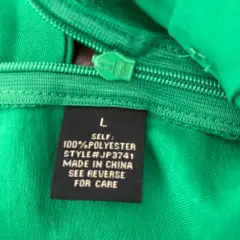 L
SELF:
100%POLYESTER
STYLE#JP3741
MADE IN CHINA
SEE REVERSE
FOR CARE